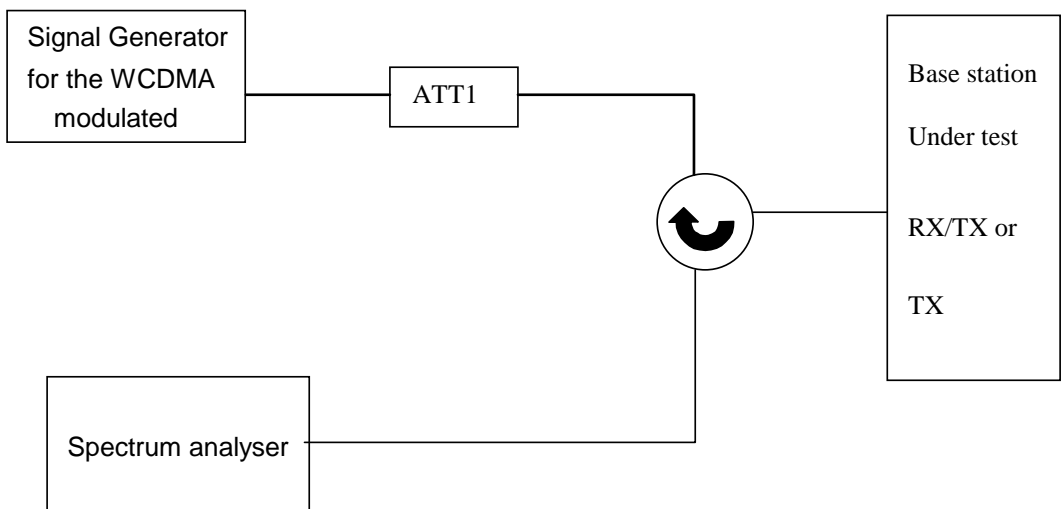 Signal Generator
for the WCDMA
modulated
ATT1
Base station
Under test
RX/TX or
TX
Spectrum analyser